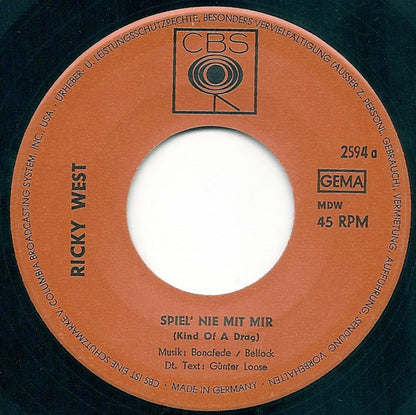 URHEBER U. LEISTUNGSSCHUTZRECHTE, BESONDERS VERVIELFÄLTIGUNG (AUSSER Z. PERSÖNL. GEBRAUCH), VERMIETUNG, AUFFÜHRUNG, SENDUNG VORBEHALTEN
CBS
RICKY WEST
2594 a
GEMA
MDW
45 RPM
SPIEL' NIE MIT MIR
(Kind Of A Drag)
Musik: Bonafede / Bellock
Dt. Text: Günter Loose
CBS IST EINE SCHUTZMARKE V. COLUMBIA BROADCASTING SYSTEM INC., USA.
• MADE IN GERMANY •